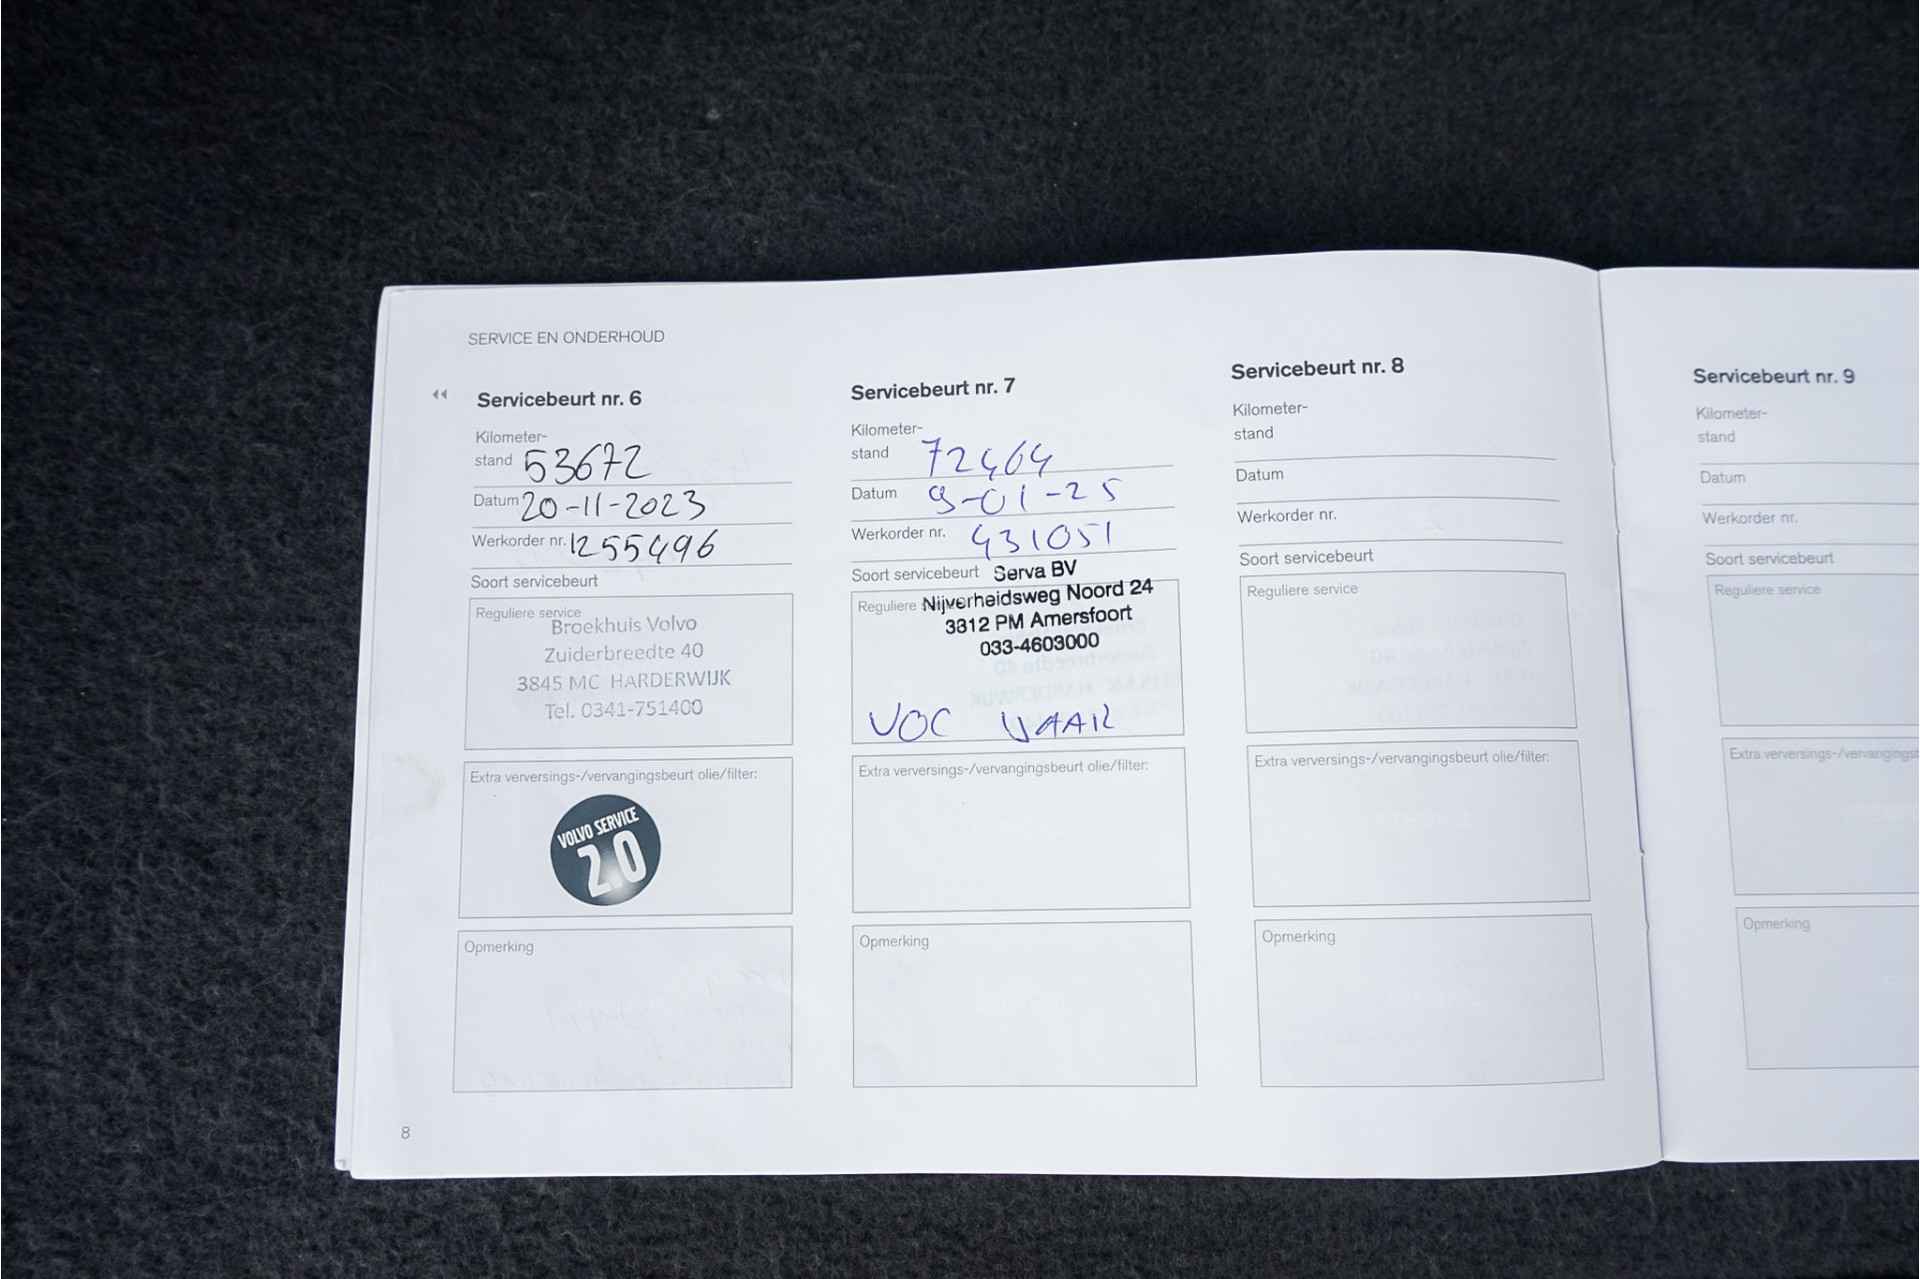 SERVICE EN ONDERHOUD
Servicebeurt nr. 6
Kilometer-
stand 53672
Datum 20-11-2023
Werkorder nr. 1255496
Soort servicebeurt
Reguliere service
Broekhuis Volvo
Zuiderbreedte 40
3845 MC HARDERWIJK
Tel. 0341-751400
Extra verversings-/vervangingsbeurt olie/filter:
VOLVO SERVICE
2.0
Opmerking
8
Servicebeurt nr. 7
Kilometer-
stand 72464
Datum 9-01-25
Werkorder nr. 431051
Soort servicebeurt Serva BV
Reguliere Nijverheidsweg Noord 24
3812 PM Amersfoort
033-4603000
VOC
Extra verversings-/vervangingsbeurt olie/filter:
Opmerking
Servicebeurt nr. 8
Kilometer-
stand
Datum
Werkorder nr.
Soort servicebeurt
Reguliere service
Extra verversings-/vervangingsbeurt olie/filter:
Opmerking
Servicebeurt nr. 9
Kilometer-
stand
Datum
Werkorder nr.
Soort servicebeurt
Reguliere service
Extra verversings-/vervangingst
Opmerking